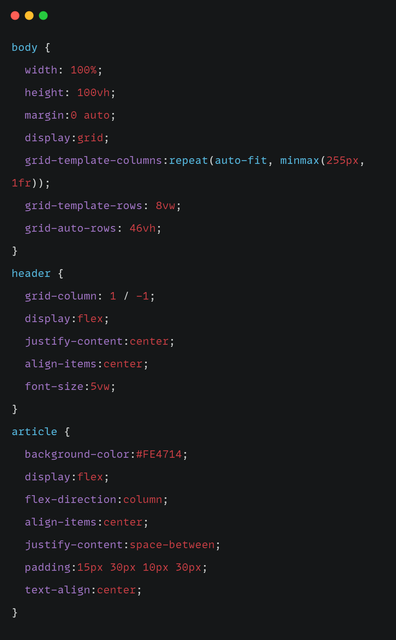 body {
  width: 100%;
  height: 100vh;
  margin:0 auto;
  display:grid;
  grid-template-columns:repeat(auto-fit, minmax(255px,
1fr));
  grid-template-rows: 8vw;
  grid-auto-rows: 46vh;
}
header {
  grid-column: 1 / -1;
  display:flex;
  justify-content:center;
  align-items:center;
  font-size:5vw;
}
article {
  background-color:#FE4714;
  display:flex;
  flex-direction:column;
  align-items:center;
  justify-content:space-between;
  padding:15px 30px 10px 30px;
  text-align:center;
}